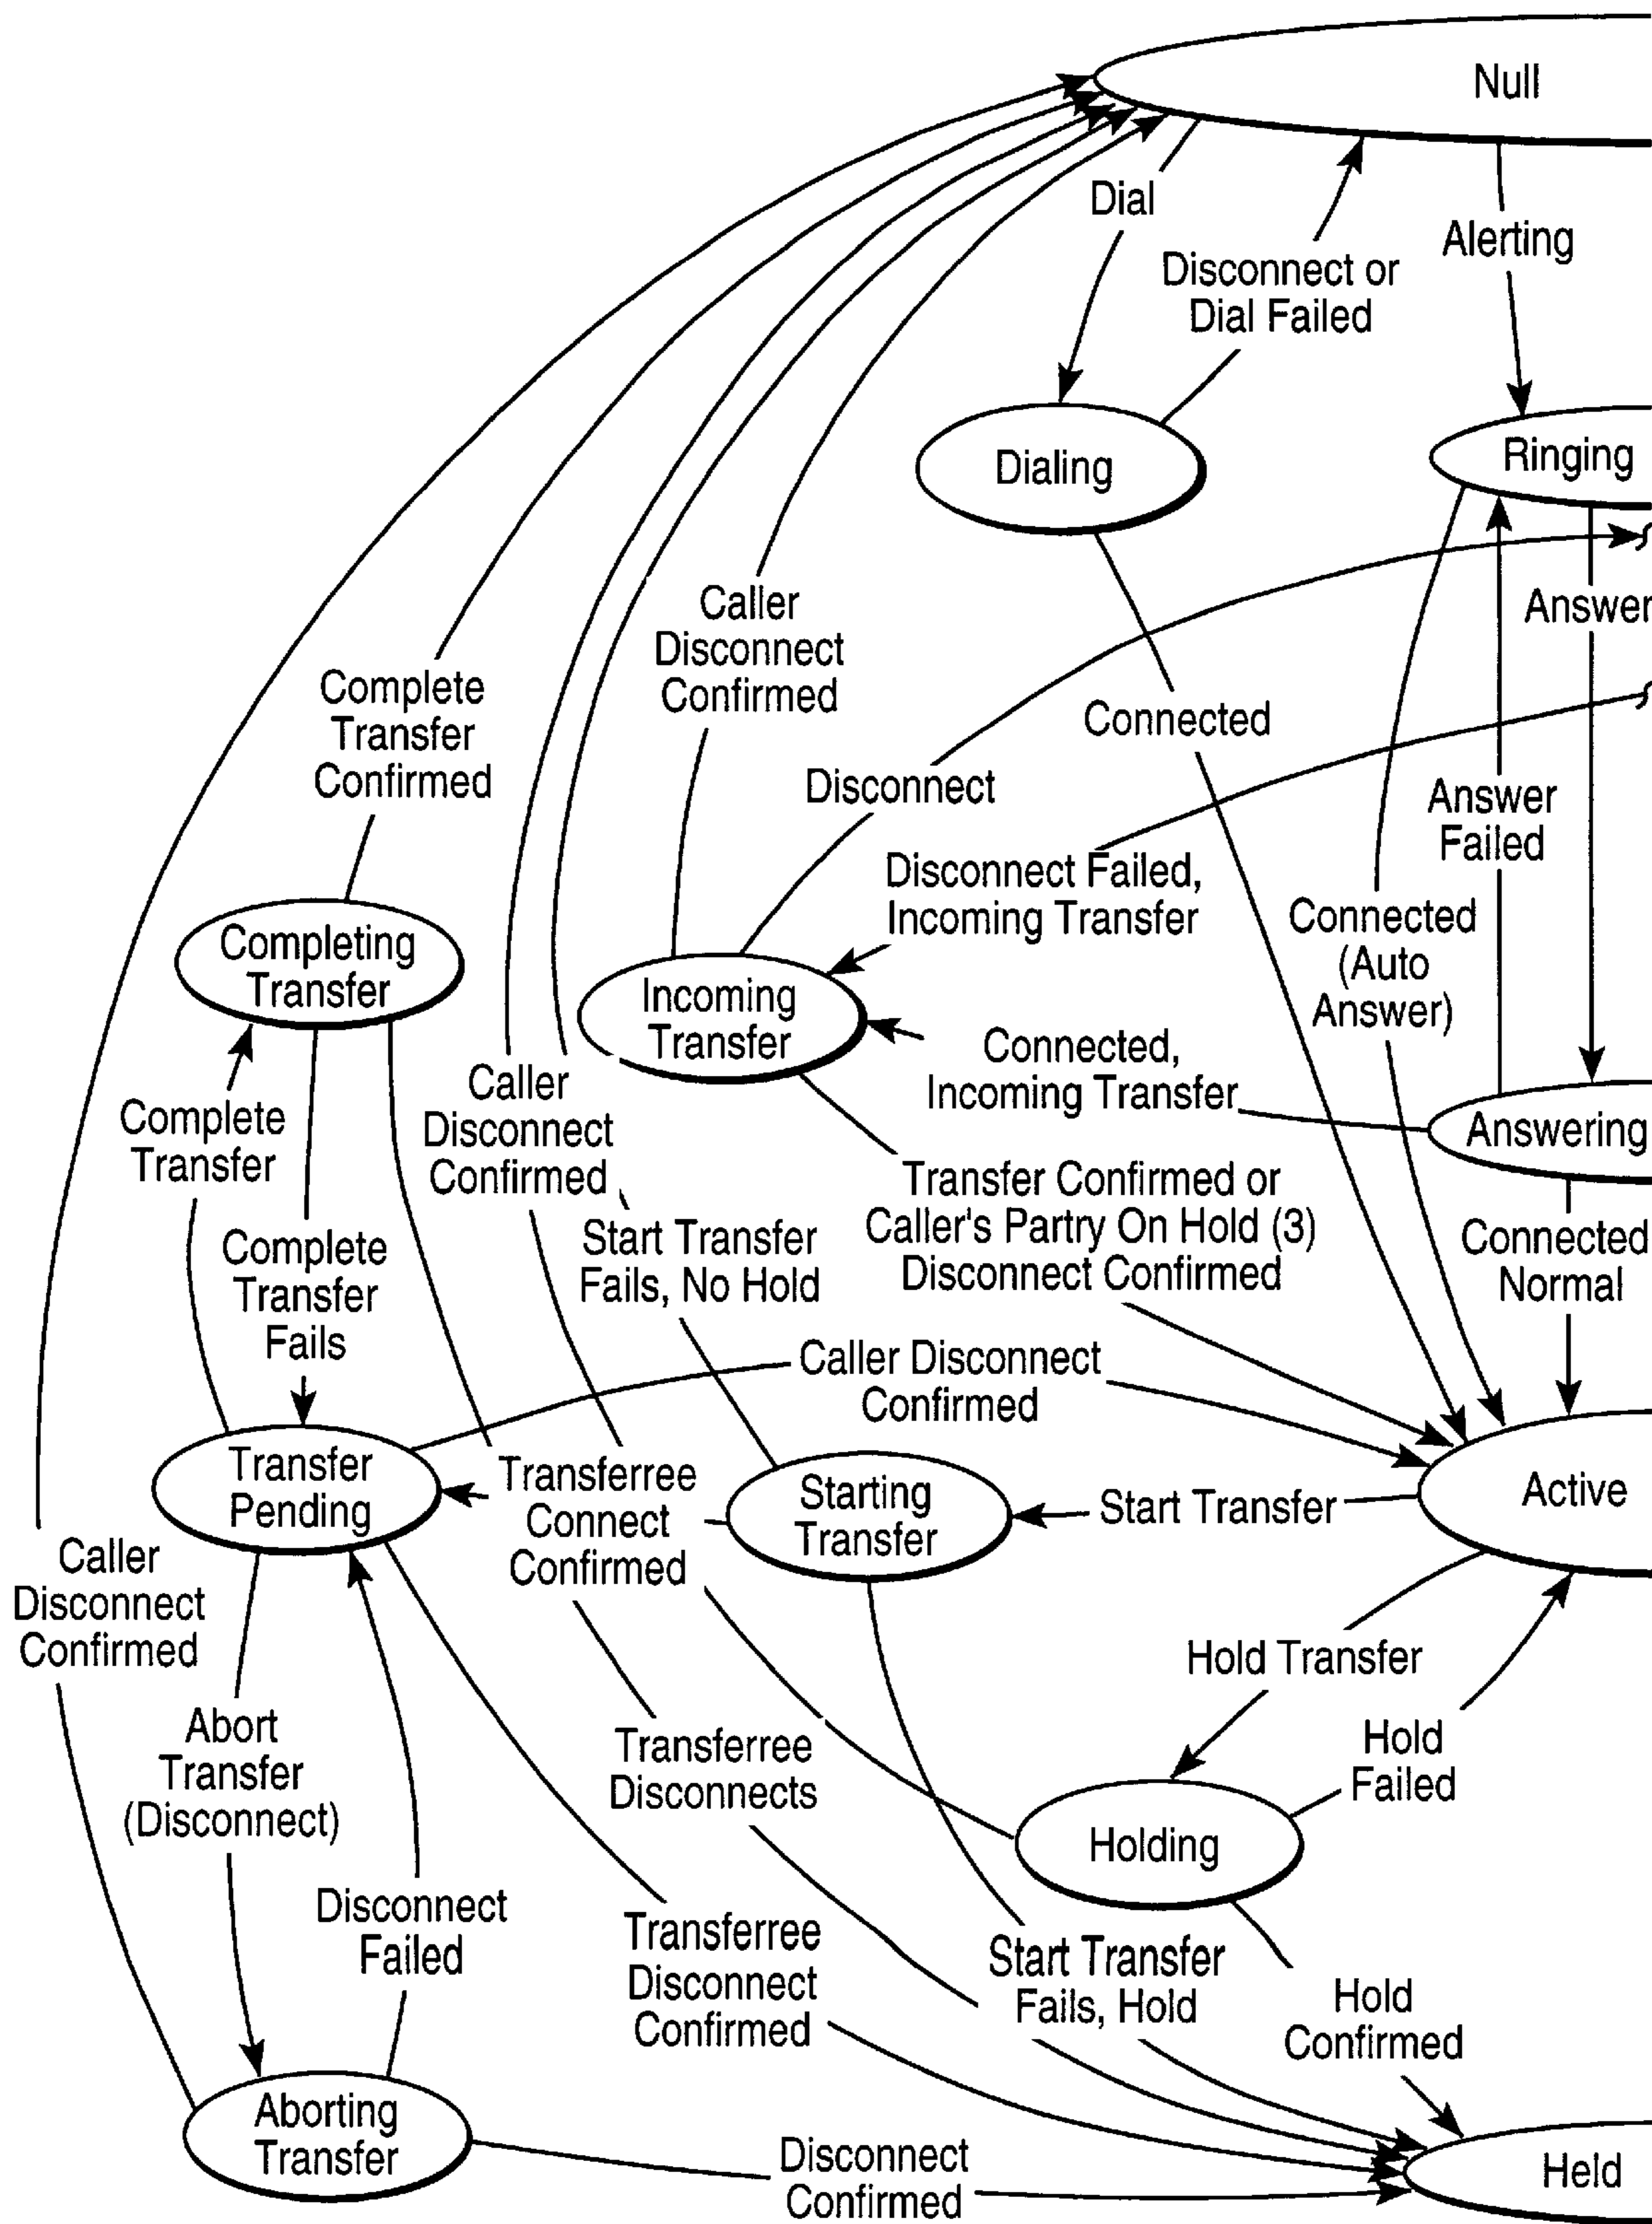 Null
Dial
Alerting
Disconnect or
Dial Failed
Dialing
Ringing
Caller
Disconnect
Confirmed
Answer
Complete
Transfer
Confirmed
Connected
Disconnect
Answer
Failed
Disconnect Failed,
Incoming Transfer
Connected
(Auto
Answer)
Completing
Transfer
Incoming
Transfer
Connected,
Incoming Transfer
Caller
Disconnect
Confirmed
Complete
Transfer
Answering
Transfer Confirmed or
Caller's Partry On Hold (3)
Disconnect Confirmed
Start Transfer
Fails, No Hold
Complete
Transfer
Fails
Connected
Normal
Caller Disconnect
Confirmed
Transfer
Pending
Transferree
Connect
Confirmed
Starting
Transfer
Start Transfer
Active
Caller
Disconnect
Confirmed
Hold Transfer
Abort
Transfer
(Disconnect)
Transferree
Disconnects
Hold
Failed
Holding
Disconnect
Failed
Transferree
Disconnect
Confirmed
Start Transfer
Fails, Hold
Hold
Confirmed
Aborting
Transfer
Disconnect
Confirmed
Held